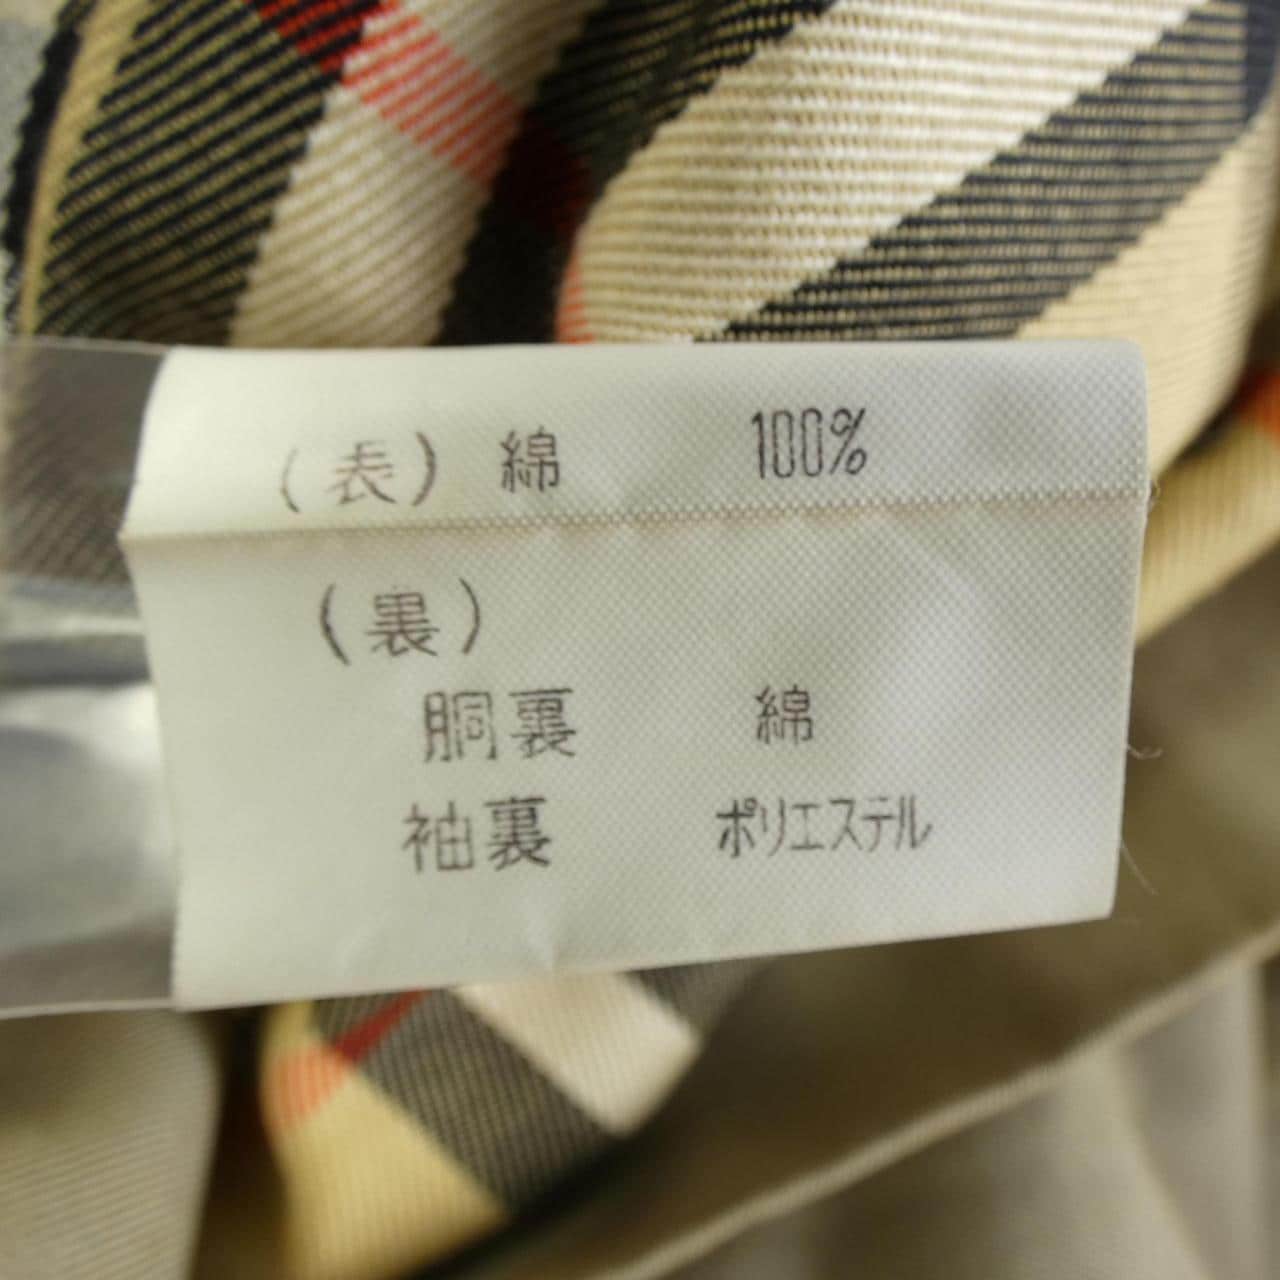 (表) 綿 100%
(裏)
胴裏 綿
袖裏 ポリエステル